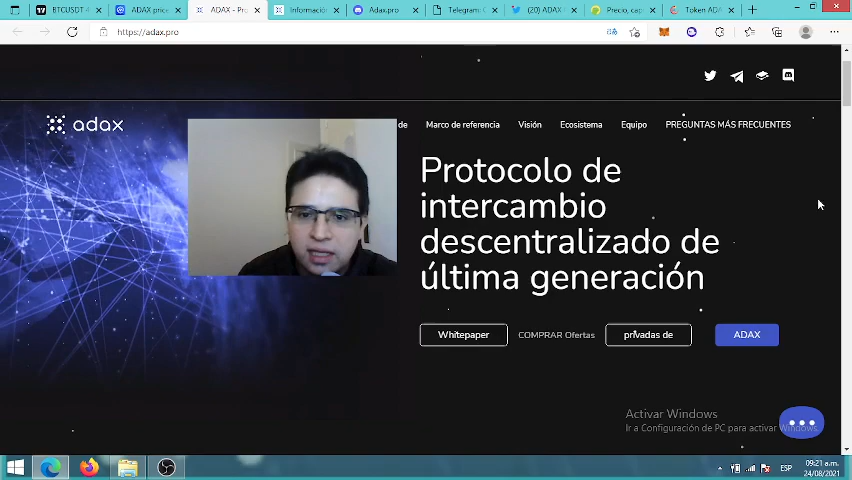 BTCUSDT 4
ADAX price
ADAX - Pro
Informació
Adax.pro
Telegram: C
(20) ADAX
Precio, cap
Token ADA
https://adax.pro
adax
de
Marco de referencia
Visión
Ecosistema
Equipo
PREGUNTAS MÁS FRECUENTES
Protocolo de
intercambio
descentralizado de
última generación
Whitepaper
COMPRAR Ofertas
privadas de
ADAX
Activar Windows
Ir a Configuración de PC para activar Windows.
ESP
09:21 a.m.
24/08/2021